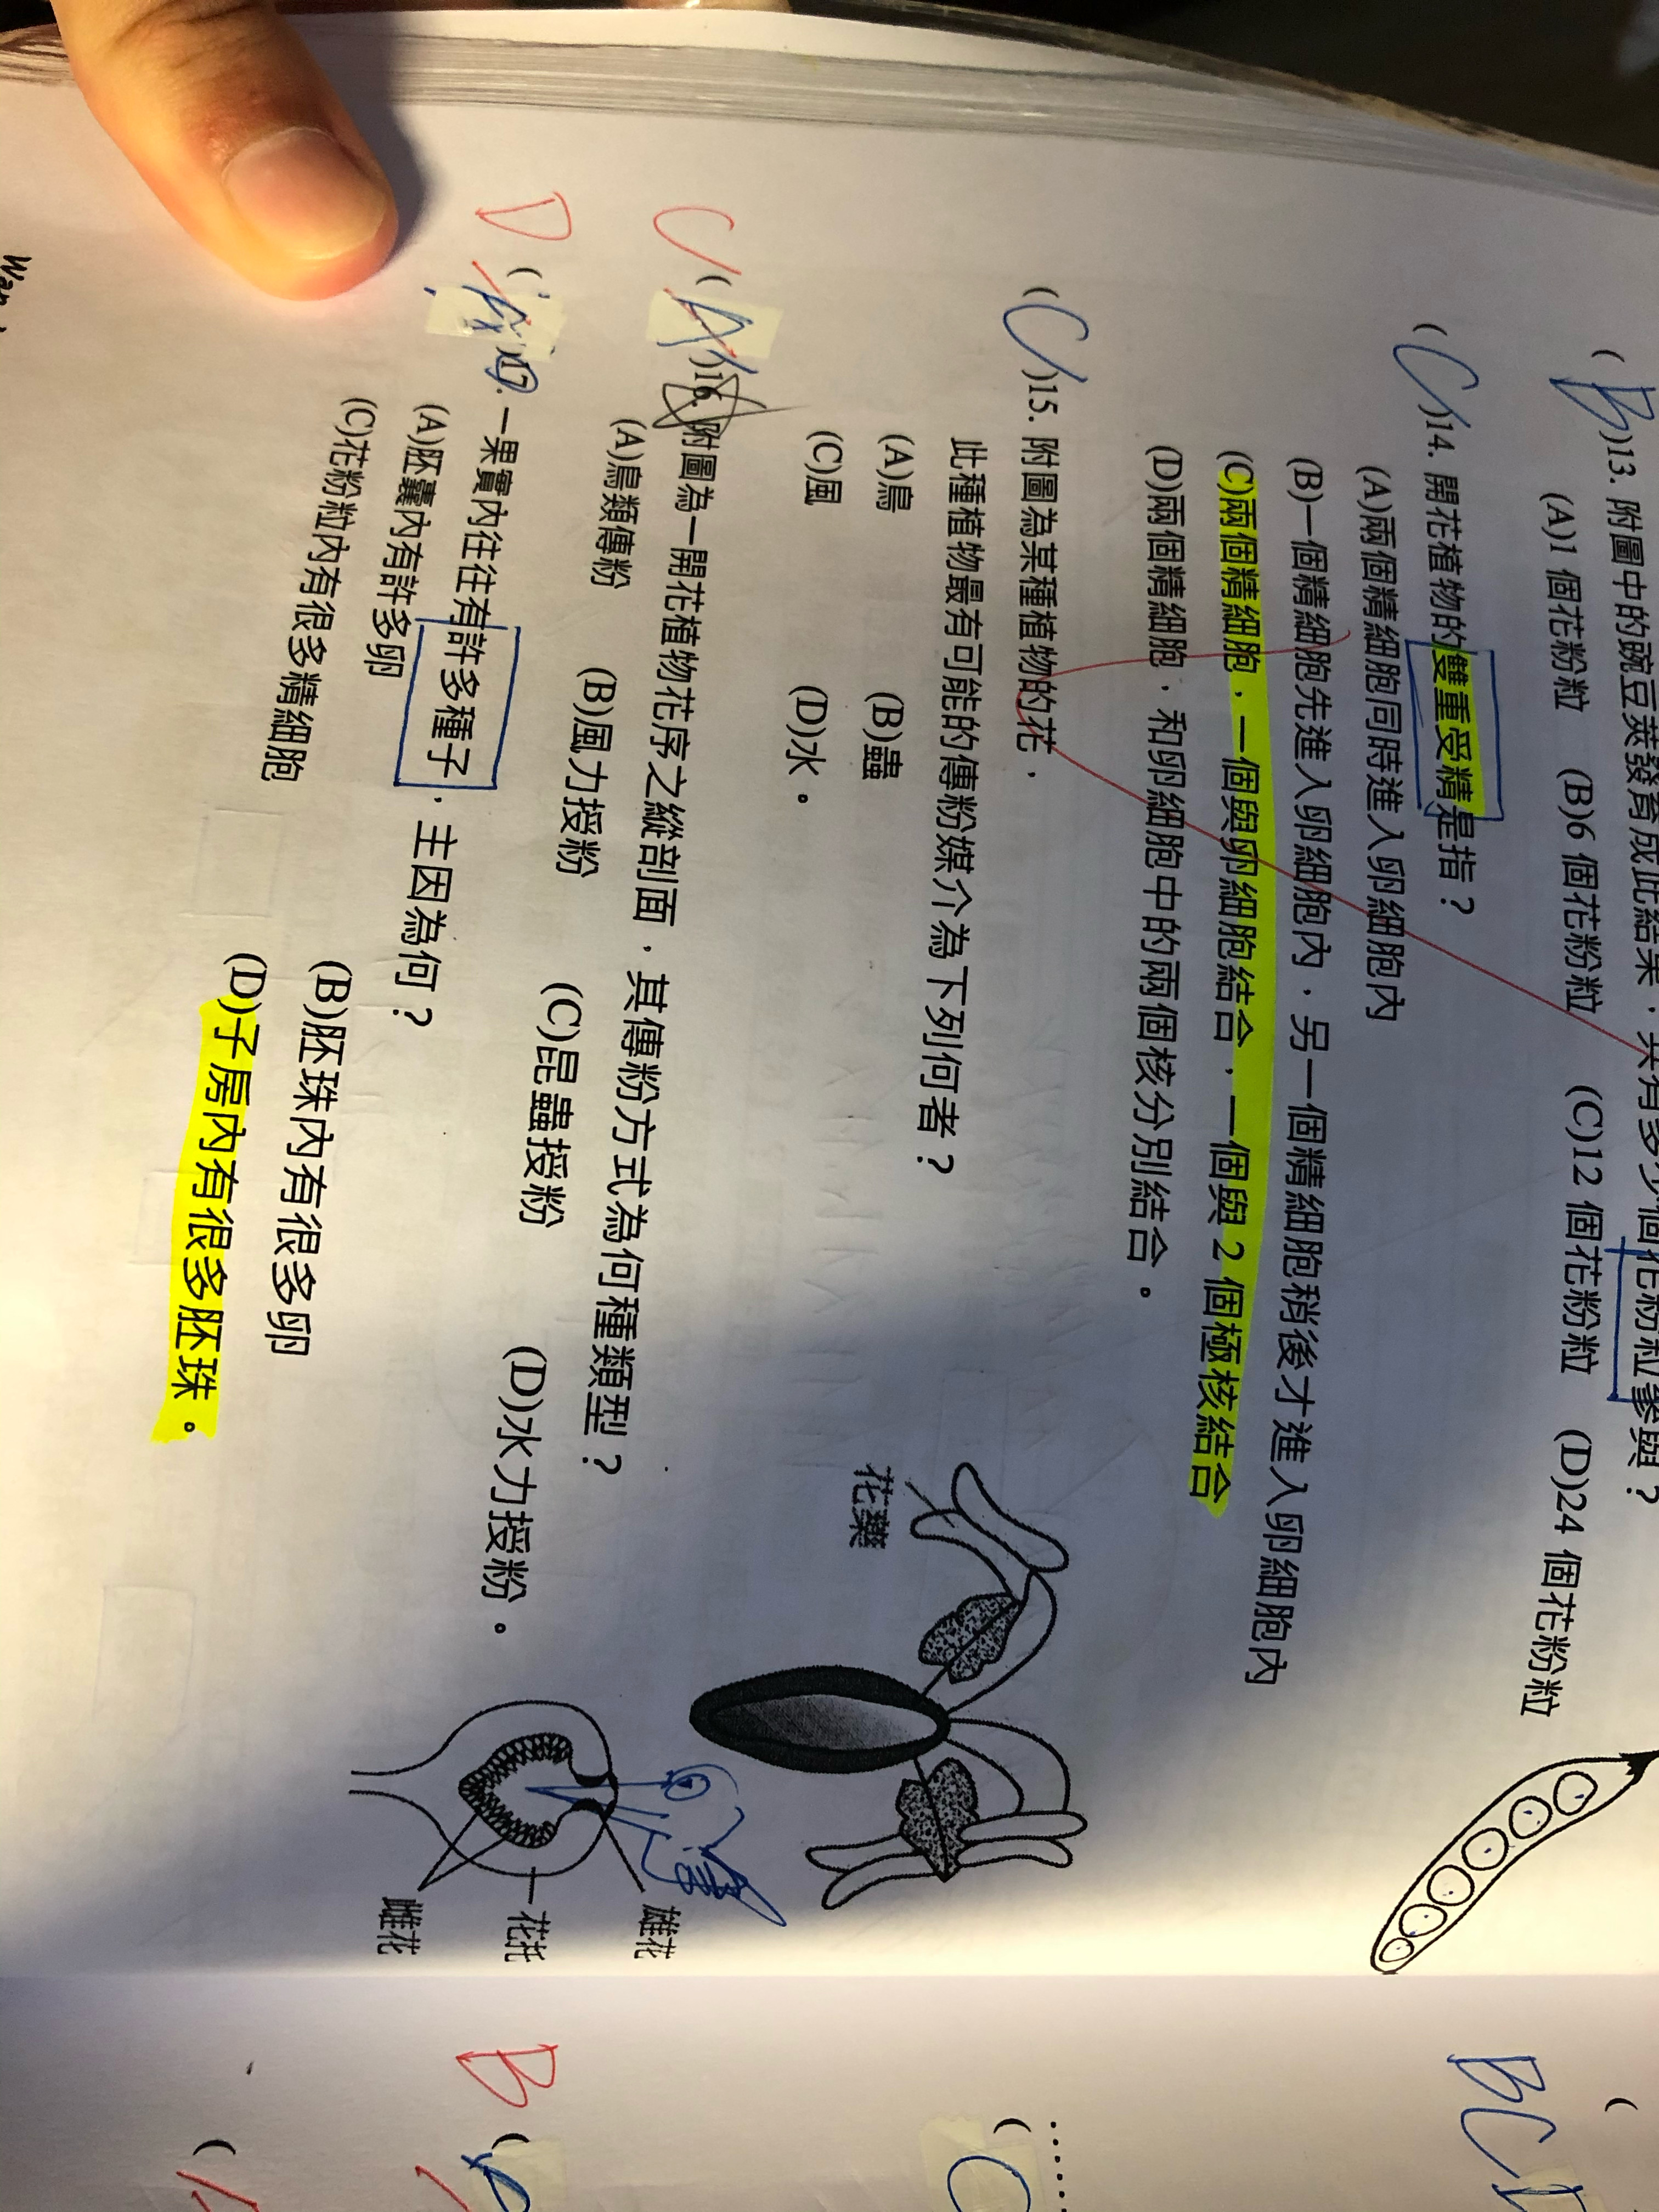 (B)13. 附圖中的豌豆莢發育成此結果，共有多少個花粉粒參與？
(A)1 個花粉粒 (B)6 個花粉粒 (C)12 個花粉粒 (D)24 個花粉粒
(C)14. 開花植物的雙重受精是指？
(A)兩個精細胞同時進入卵細胞內
(B)一個精細胞先進入卵細胞內，另一個精細胞稍後才進入卵細胞內
(C)兩個精細胞，一個與卵細胞結合，一個與 2 個極核結合
(D)兩個精細胞，和卵細胞中的兩個核分別結合。
(C)15. 附圖為某種植物的花，
此種植物最有可能的傳粉媒介為下列何者？
(A)鳥 (B)蟲
(C)風 (D)水。
花藥
C (A)16. 附圖為一開花植物花序之縱剖面，其傳粉方式為何種類型？
(A)鳥類傳粉 (B)風力授粉 (C)昆蟲授粉 (D)水力授粉。
雄花
花托
雌花
D (A)17. 一果實內往往有許多種子，主因為何？
(A)胚囊內有許多卵 (B)胚珠內有很多卵
(C)花粉粒內有很多精細胞 (D)子房內有很多胚珠。
BC
B (
( C
(